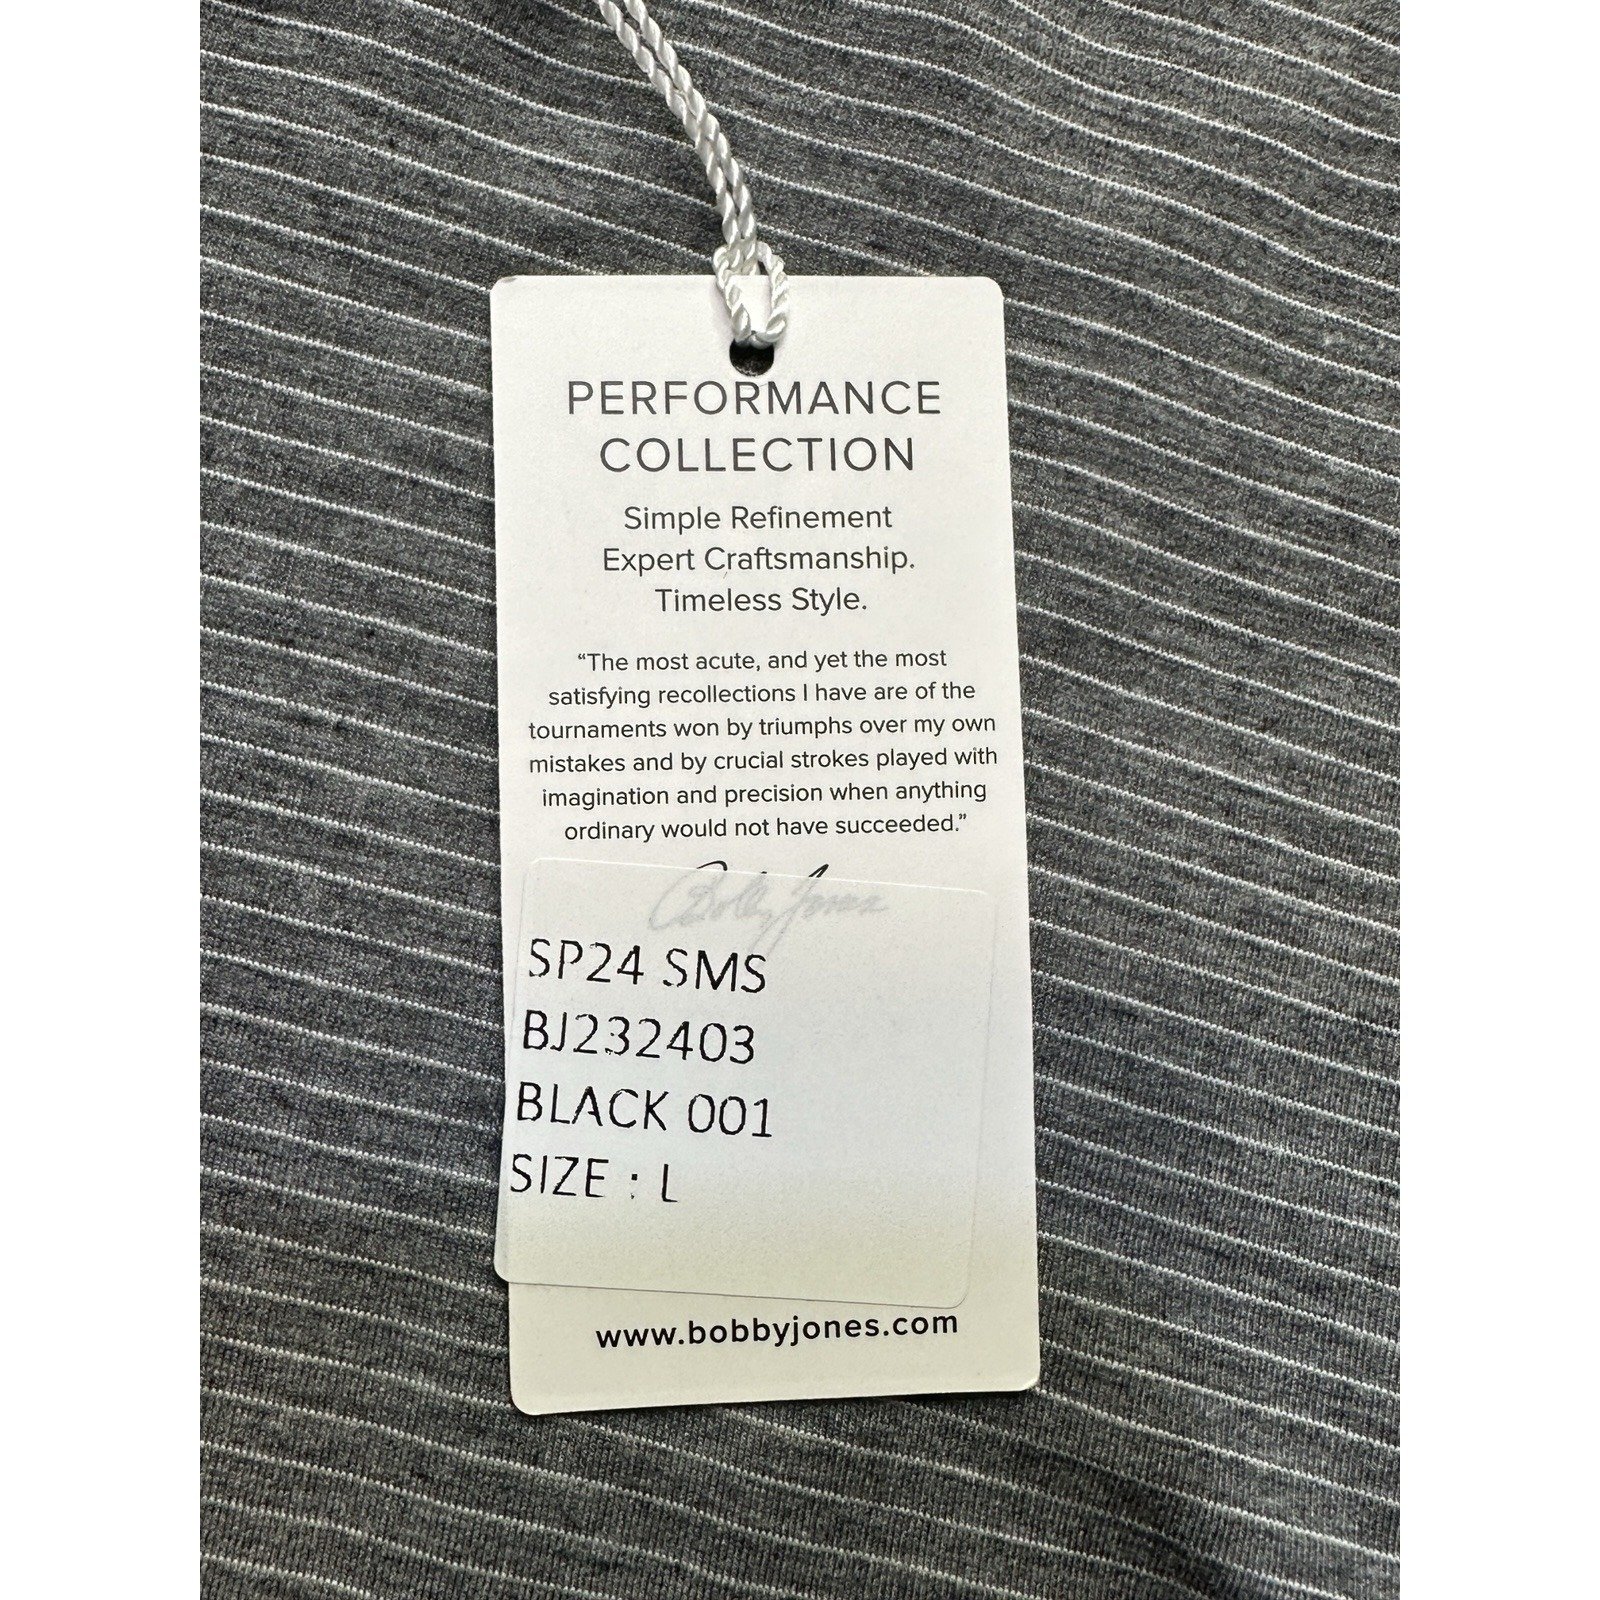 PERFORMANCE
COLLECTION
Simple Refinement
Expert Craftsmanship.
Timeless Style.
“The most acute, and yet the most
satisfying recollections I have are of the
tournaments won by triumphs over my own
mistakes and by crucial strokes played with
imagination and precision when anything
ordinary would not have succeeded.”
Bobby Jones
SP24 SMS
BJ232403
BLACK 001
SIZE : L
www.bobbyjones.com